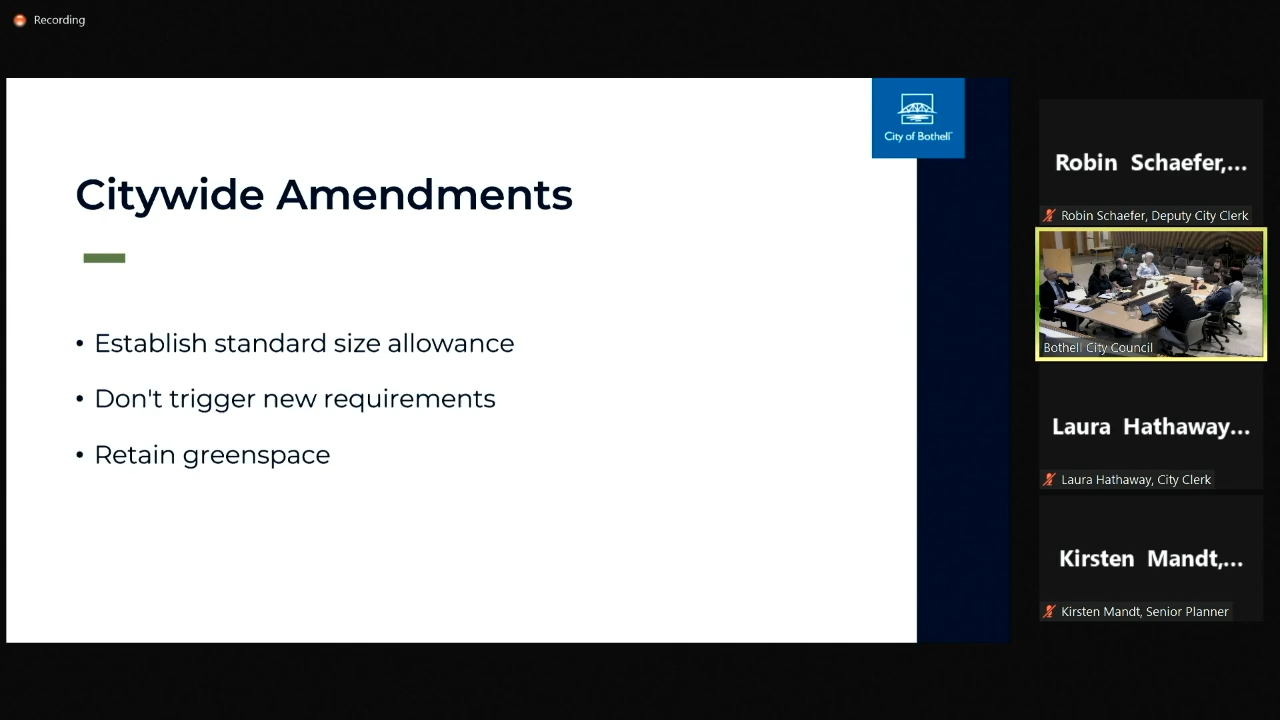 Recording
City of Bothell
Citywide Amendments
• Establish standard size allowance
• Don't trigger new requirements
• Retain greenspace
Robin Schaefer,...
Robin Schaefer, Deputy City Clerk
Bothell City Council
Laura Hathaway...
Laura Hathaway, City Clerk
Kirsten Mandt,...
Kirsten Mandt, Senior Planner